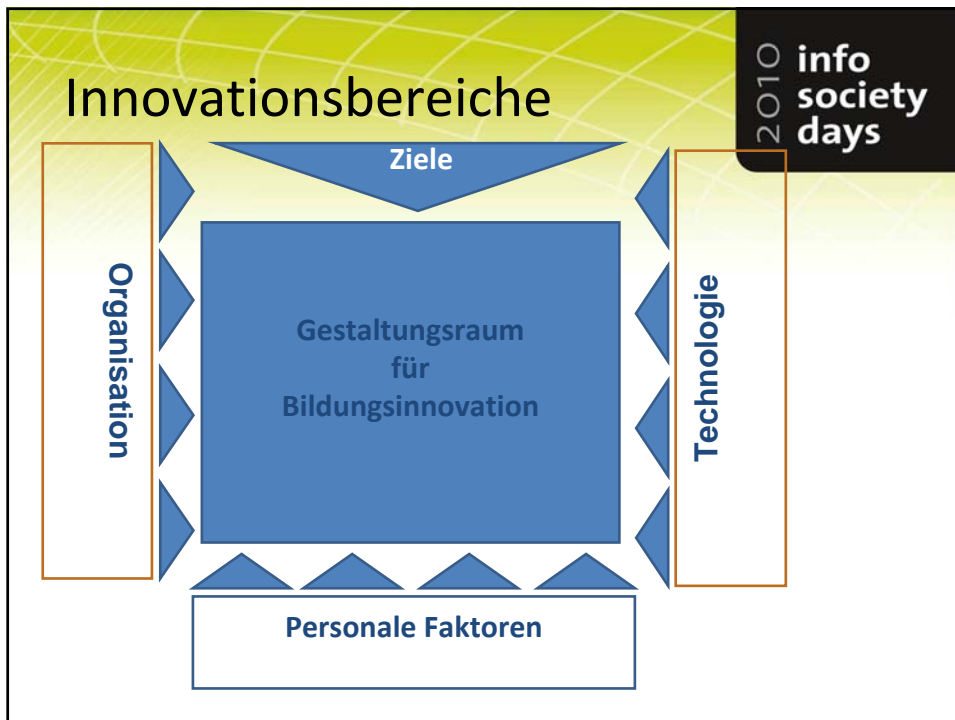 Innovationsbereiche
2010
info
society
days
Ziele
Organisation
Gestaltungsraum
für
Bildungsinnovation
Technologie
Personale Faktoren